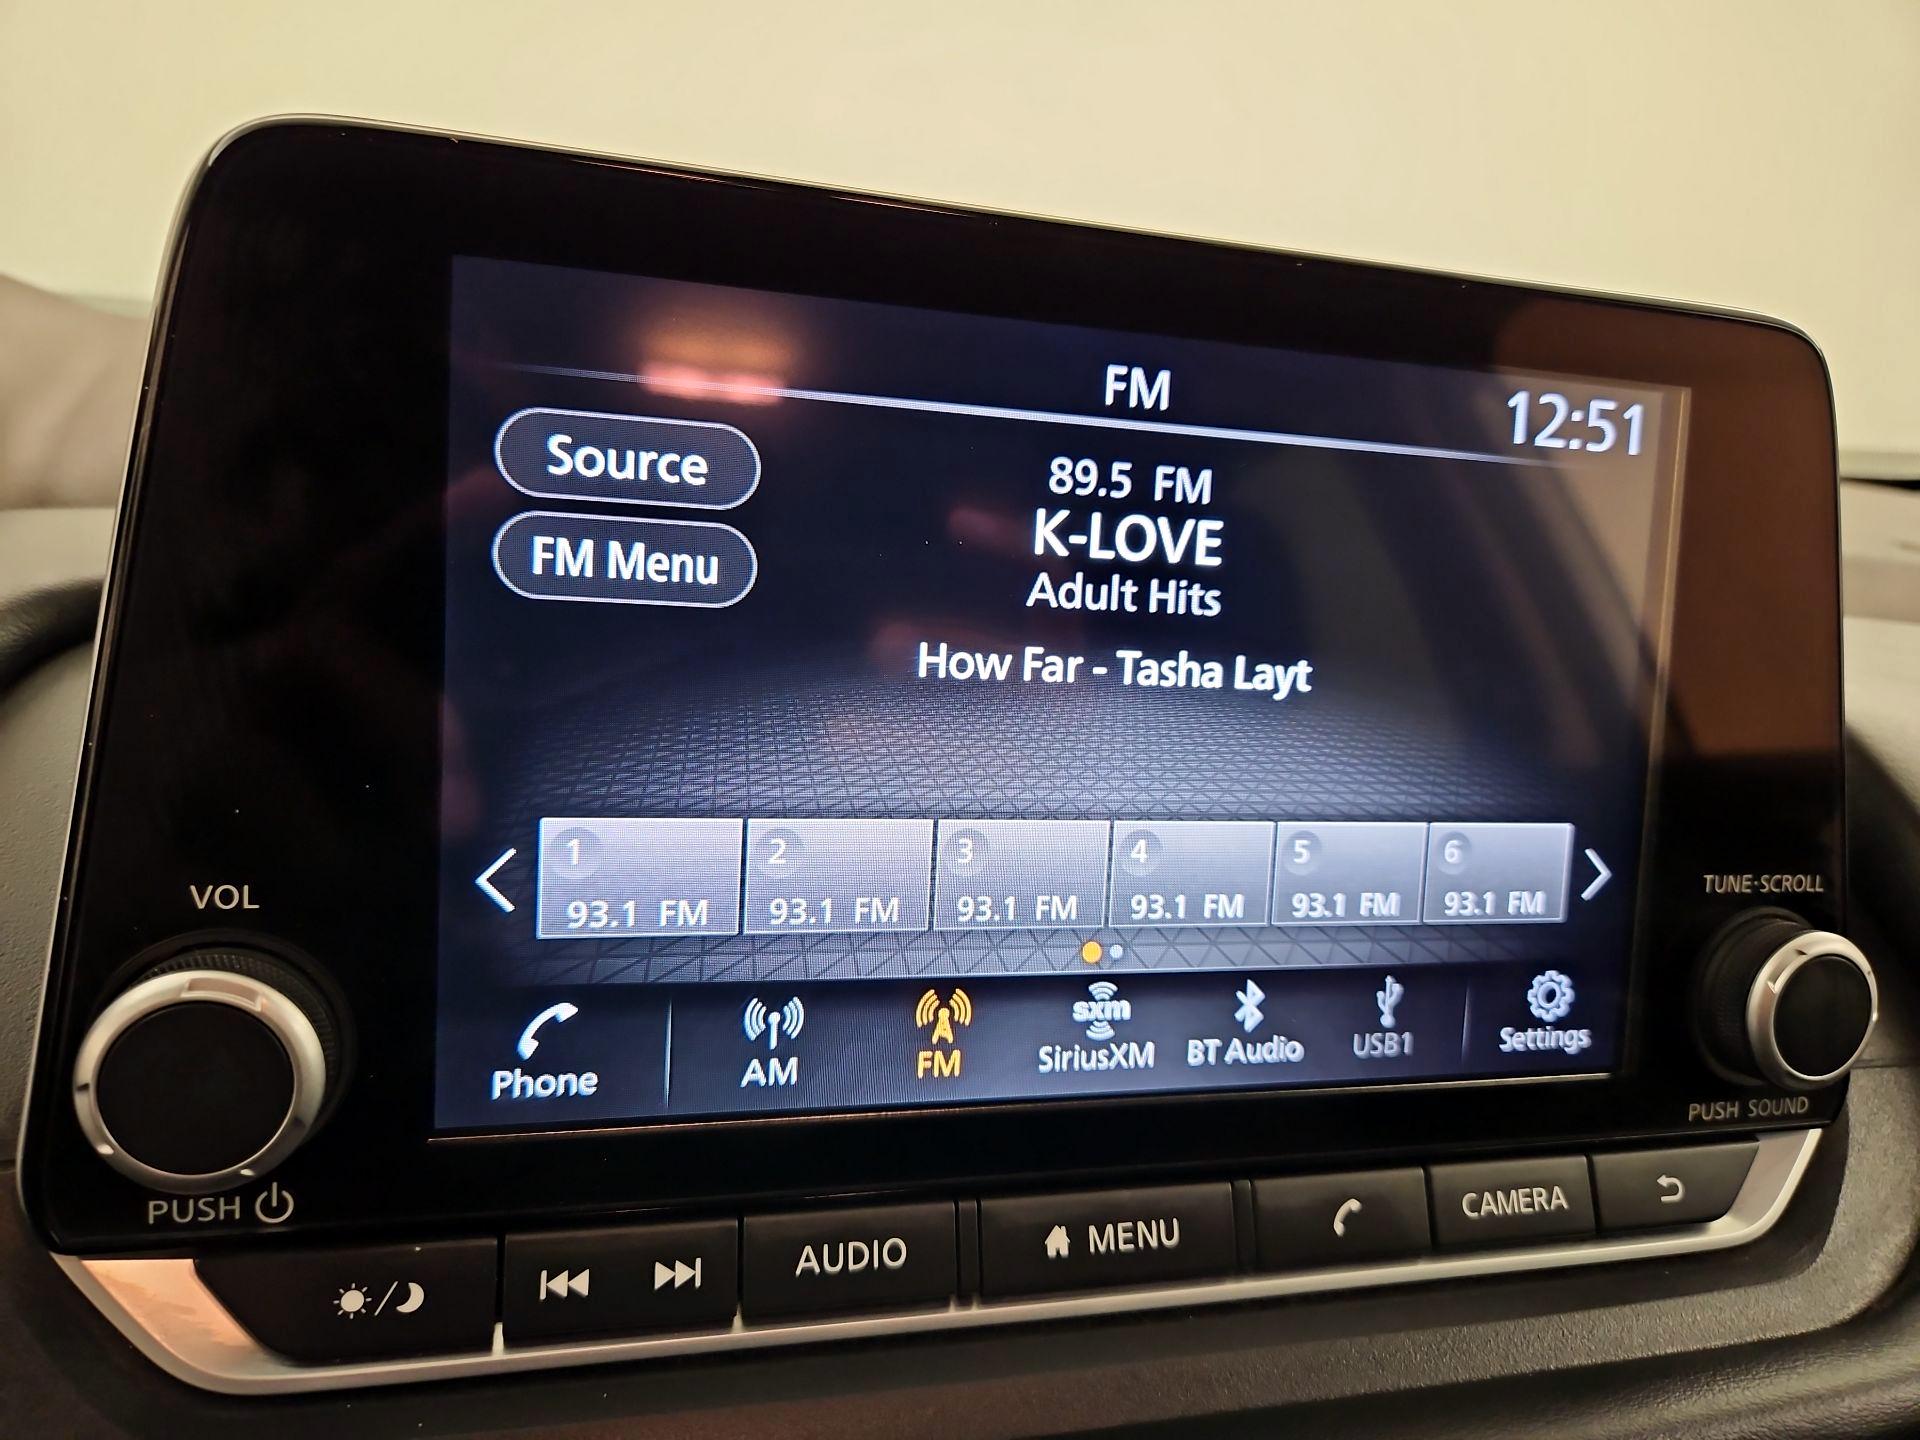 FM
12:51
Source
FM Menu
89.5 FM
K-LOVE
Adult Hits
How Far - Tasha Layt
1 2 3 4 5 6
93.1 FM 93.1 FM 93.1 FM 93.1 FM 93.1 FM 93.1 FM
sxm
Phone AM FM SiriusXM BT Audio USB1 Settings
VOL
PUSH
TUNE·SCROLL
PUSH SOUND
AUDIO MENU CAMERA